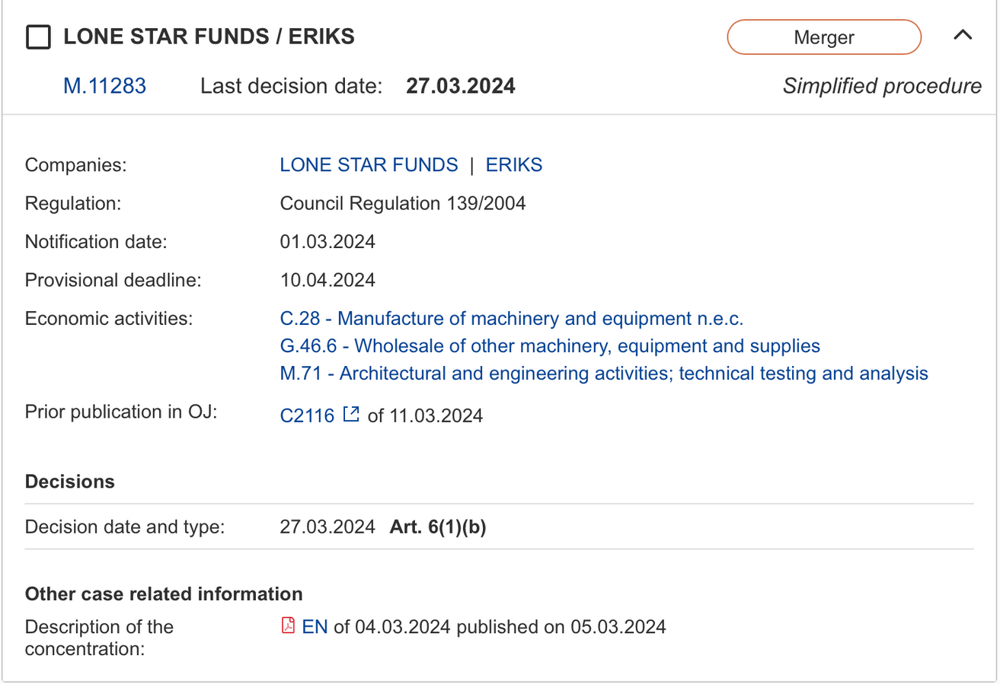 LONE STAR FUNDS / ERIKS
Merger
M.11283 Last decision date: 27.03.2024 Simplified procedure
Companies: LONE STAR FUNDS | ERIKS
Regulation: Council Regulation 139/2004
Notification date: 01.03.2024
Provisional deadline: 10.04.2024
Economic activities: C.28 - Manufacture of machinery and equipment n.e.c.
G.46.6 - Wholesale of other machinery, equipment and supplies
M.71 - Architectural and engineering activities; technical testing and analysis
Prior publication in OJ: C2116 of 11.03.2024
Decisions
Decision date and type: 27.03.2024 Art. 6(1)(b)
Other case related information
Description of the concentration: EN of 04.03.2024 published on 05.03.2024